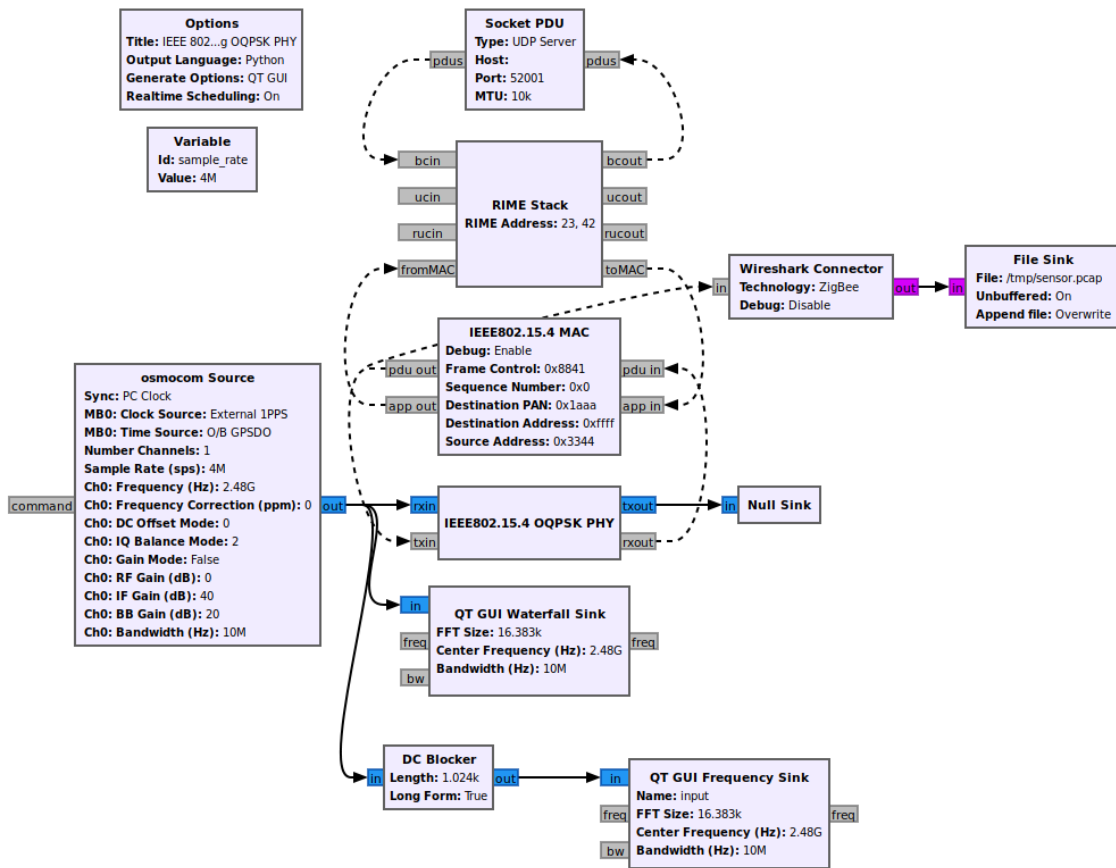 Options
Title: IEEE 802...g OQPSK PHY
Output Language: Python
Generate Options: QT GUI
Realtime Scheduling: On
Variable
Id: sample_rate
Value: 4M
Socket PDU
Type: UDP Server
Host:
Port: 52001
MTU: 10k
pdus
pdus
RIME Stack
RIME Address: 23, 42
bcin
ucin
rucin
fromMAC
bcout
ucout
rucout
toMAC
Wireshark Connector
Technology: ZigBee
Debug: Disable
in
out
File Sink
File: /tmp/sensor.pcap
Unbuffered: On
Append file: Overwrite
in
IEEE802.15.4 MAC
Debug: Enable
Frame Control: 0x8841
Sequence Number: 0x0
Destination PAN: 0x1aaa
Destination Address: 0xffff
Source Address: 0x3344
pdu out
app out
pdu in
app in
osmocom Source
Sync: PC Clock
MB0: Clock Source: External 1PPS
MB0: Time Source: O/B GPSDO
Number Channels: 1
Sample Rate (sps): 4M
Ch0: Frequency (Hz): 2.48G
Ch0: Frequency Correction (ppm): 0
Ch0: DC Offset Mode: 0
Ch0: IQ Balance Mode: 2
Ch0: Gain Mode: False
Ch0: RF Gain (dB): 0
Ch0: IF Gain (dB): 40
Ch0: BB Gain (dB): 20
Ch0: Bandwidth (Hz): 10M
command
out
IEEE802.15.4 OQPSK PHY
rxin
txin
txout
rxout
in
Null Sink
QT GUI Waterfall Sink
FFT Size: 16.383k
Center Frequency (Hz): 2.48G
Bandwidth (Hz): 10M
in
freq
bw
freq
DC Blocker
Length: 1.024k
Long Form: True
in
out
QT GUI Frequency Sink
Name: input
FFT Size: 16.383k
Center Frequency (Hz): 2.48G
Bandwidth (Hz): 10M
in
freq
bw
freq